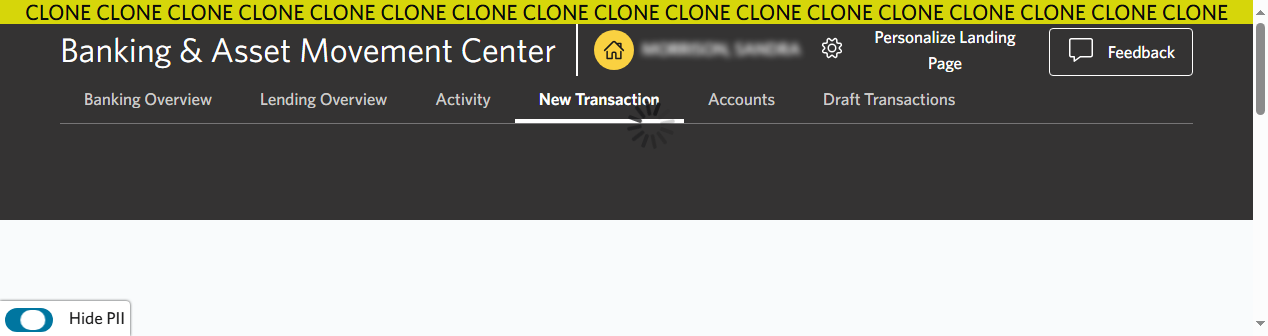 CLONE CLONE CLONE CLONE CLONE CLONE CLONE CLONE CLONE CLONE CLONE CLONE CLONE CLONE CLONE CLONE CLONE
Banking & Asset Movement Center
Personalize Landing
Page
Feedback
Banking Overview Lending Overview Activity New Transaction Accounts Draft Transactions
Hide PII